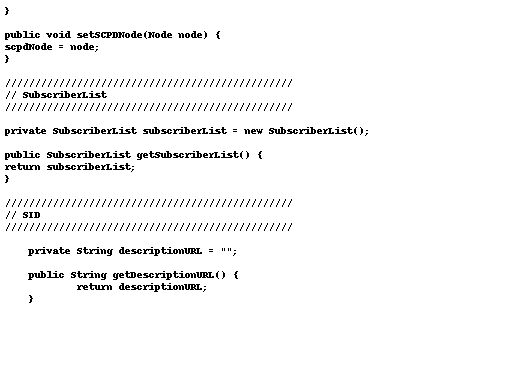 }

public void setSCPDNode(Node node) {
scpdNode = node;
}

////////////////////////////////////////////////
// SubscriberList
////////////////////////////////////////////////

private SubscriberList subscriberList = new SubscriberList();

public SubscriberList getSubscriberList() {
return subscriberList;
}

////////////////////////////////////////////////
// SID
////////////////////////////////////////////////

    private String descriptionURL = "";

    public String getDescriptionURL() {
            return descriptionURL;
    }